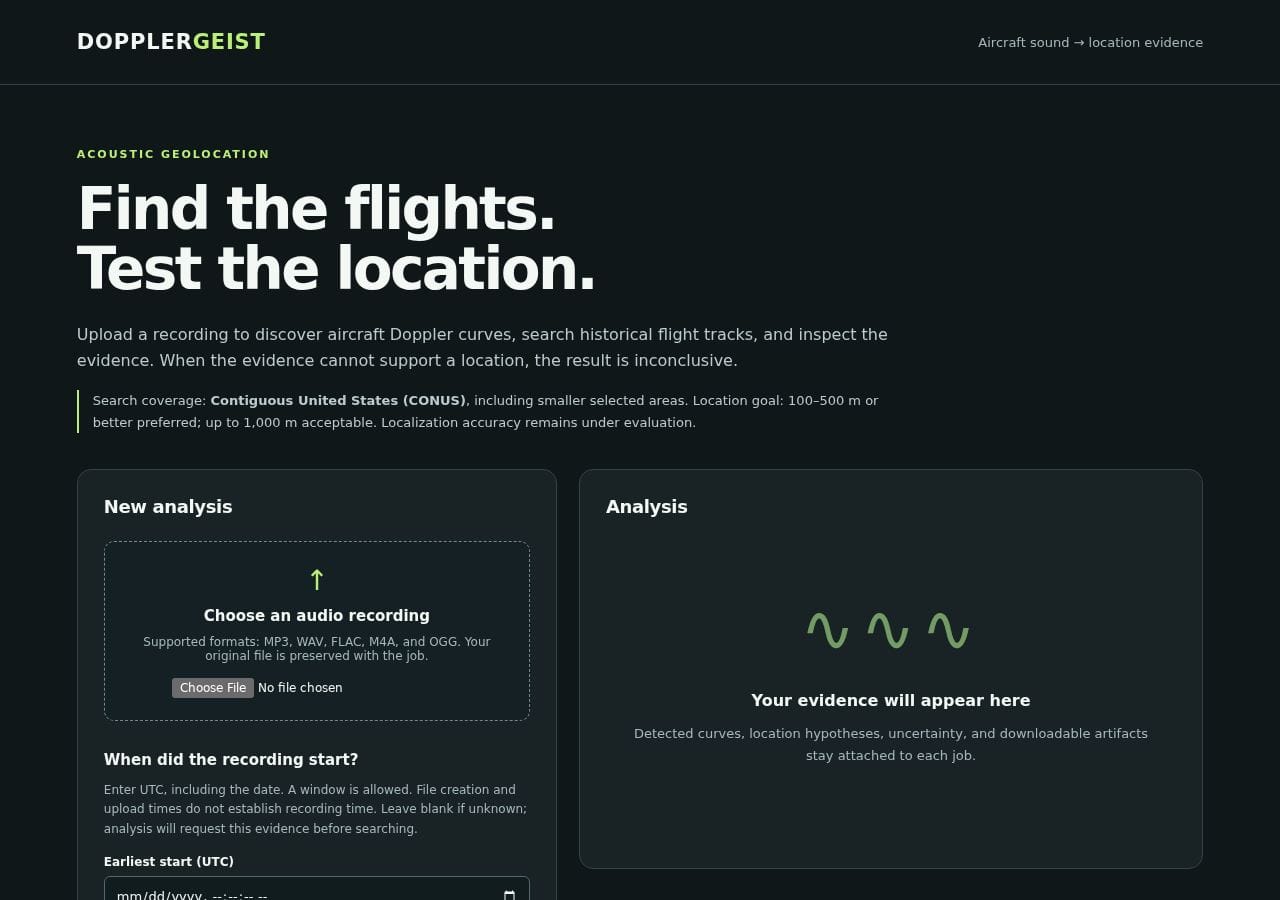 DOPPLERGEIST
Aircraft sound → location evidence
ACOUSTIC GEOLOCATION
Find the flights.
Test the location.
Upload a recording to discover aircraft Doppler curves, search historical flight tracks, and inspect the
evidence. When the evidence cannot support a location, the result is inconclusive.
Search coverage: Contiguous United States (CONUS), including smaller selected areas. Location goal: 100–500 m or
better preferred; up to 1,000 m acceptable. Localization accuracy remains under evaluation.
New analysis
↑
Choose an audio recording
Supported formats: MP3, WAV, FLAC, M4A, and OGG. Your
original file is preserved with the job.
Choose File No file chosen
When did the recording start?
Enter UTC, including the date. A window is allowed. File creation and
upload times do not establish recording time. Leave blank if unknown;
analysis will request this evidence before searching.
Earliest start (UTC)
mm/dd/yyyy, --:--:-- --
Analysis
∿∿∿
Your evidence will appear here
Detected curves, location hypotheses, uncertainty, and downloadable artifacts
stay attached to each job.